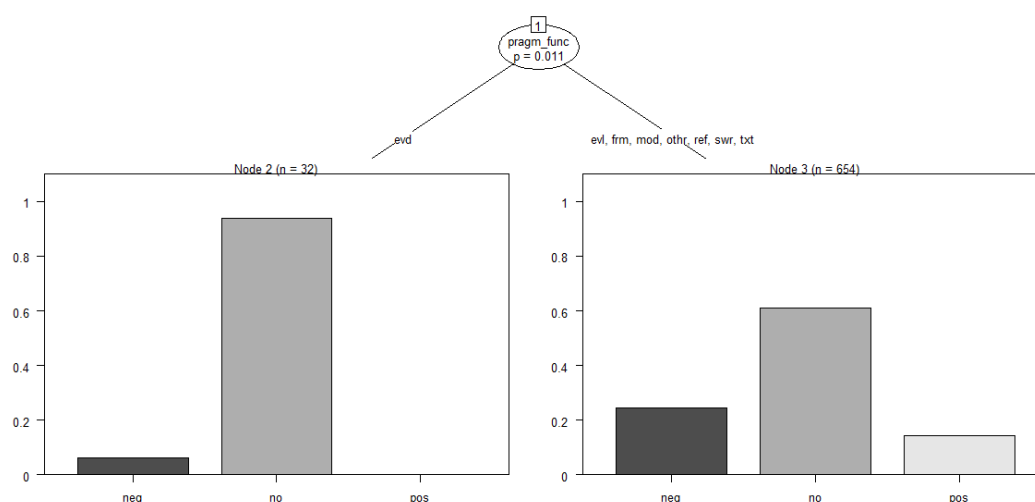 1
pragm_func
p = 0.011
evd
evl, frm, mod, othr, ref, swr, txt
Node 2 (n = 32)
1
0.8
0.6
0.4
0.2
0
neg
no
pos
Node 3 (n = 654)
1
0.8
0.6
0.4
0.2
0
neg
no
pos